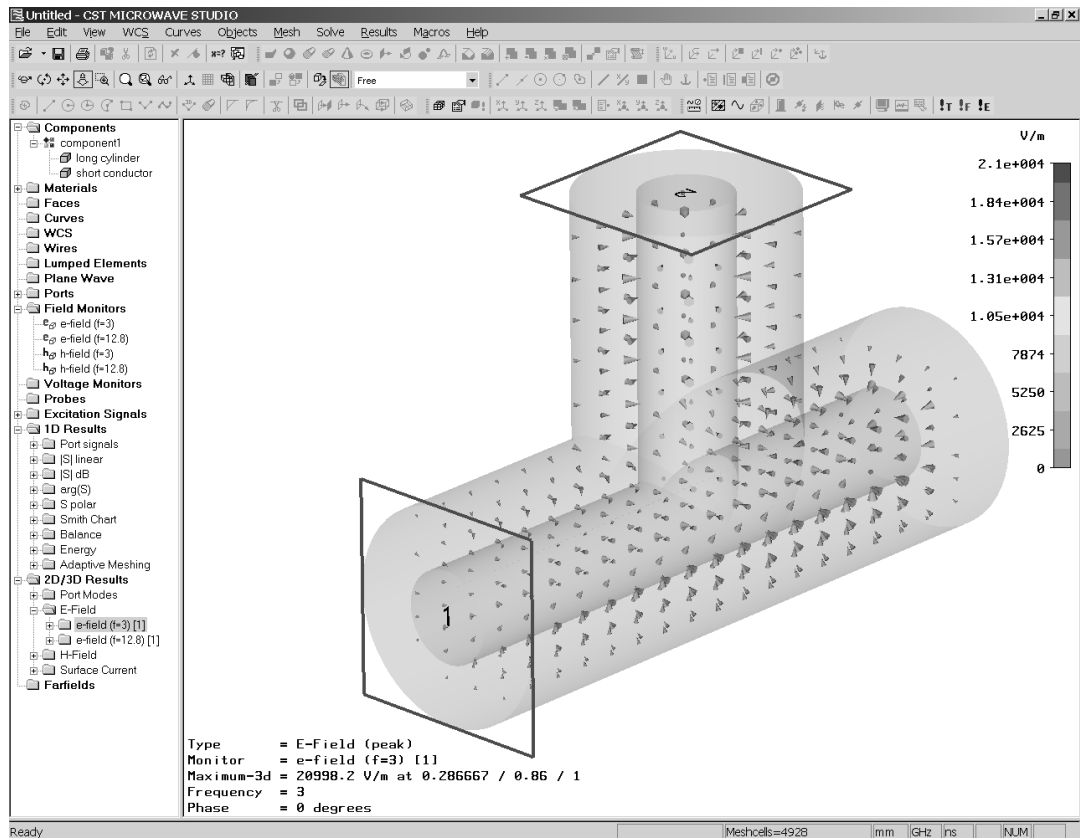 Untitled - CST MICROWAVE STUDIO
File Edit View WCS Curves Objects Mesh Solve Results Macros Help
x=?
Free
!T !F !E
Components
component1
long cylinder
short conductor
Materials
Faces
Curves
WCS
Wires
Lumped Elements
Plane Wave
Ports
Field Monitors
e-field (f=3)
e-field (f=12.8)
h-field (f=3)
h-field (f=12.8)
Voltage Monitors
Probes
Excitation Signals
1D Results
Port signals
|S| linear
|S| dB
arg(S)
S polar
Smith Chart
Balance
Energy
Adaptive Meshing
2D/3D Results
Port Modes
E-Field
e-field (f=3) [1]
e-field (f=12.8) [1]
H-Field
Surface Current
Farfields
V/m
2.1e+004
1.84e+004
1.57e+004
1.31e+004
1.05e+004
7874
5250
2625
0
2
1
Type = E-Field (peak)
Monitor = e-field (f=3) [1]
Maximum-3d = 20998.2 V/m at 0.286667 / 0.86 / 1
Frequency = 3
Phase = 0 degrees
Ready Meshcells=4928 mm GHz ns NUM